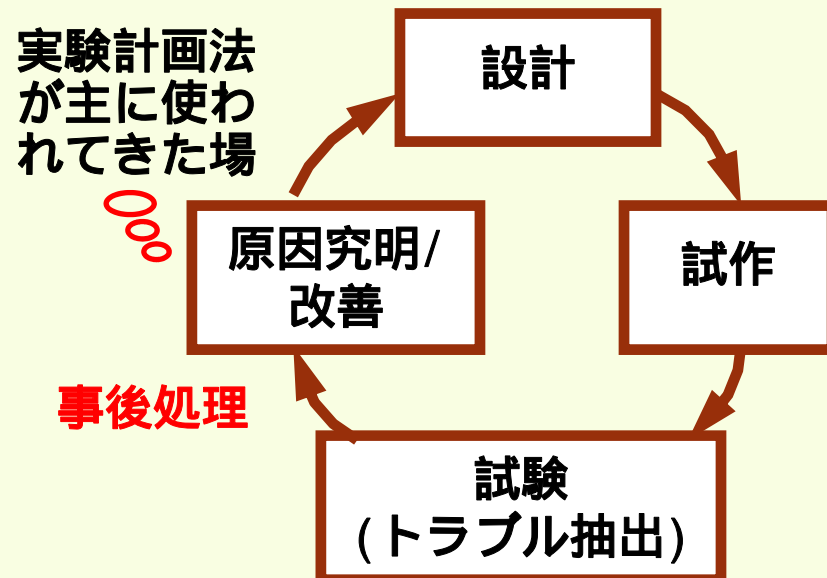 実験計画法
が主に使わ
れてきた場
設計
原因究明/
改善
試作
事後処理
試験
(トラブル抽出)